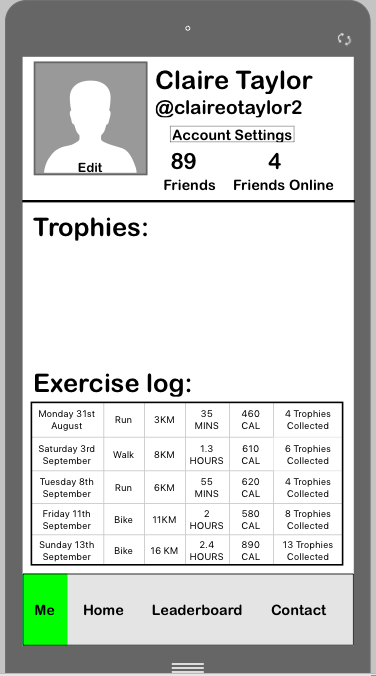 Claire Taylor
@claireotaylor2
Account Settings
Edit
89 4
Friends Friends Online
Trophies:
Exercise log:
Monday 31st August Run 3KM 35 MINS 460 CAL 4 Trophies Collected
Saturday 3rd September Walk 8KM 1.3 HOURS 610 CAL 6 Trophies Collected
Tuesday 8th September Run 6KM 55 MINS 620 CAL 4 Trophies Collected
Friday 11th September Bike 11KM 2 HOURS 580 CAL 8 Trophies Collected
Sunday 13th September Bike 16 KM 2.4 HOURS 890 CAL 13 Trophies Collected
Me Home Leaderboard Contact